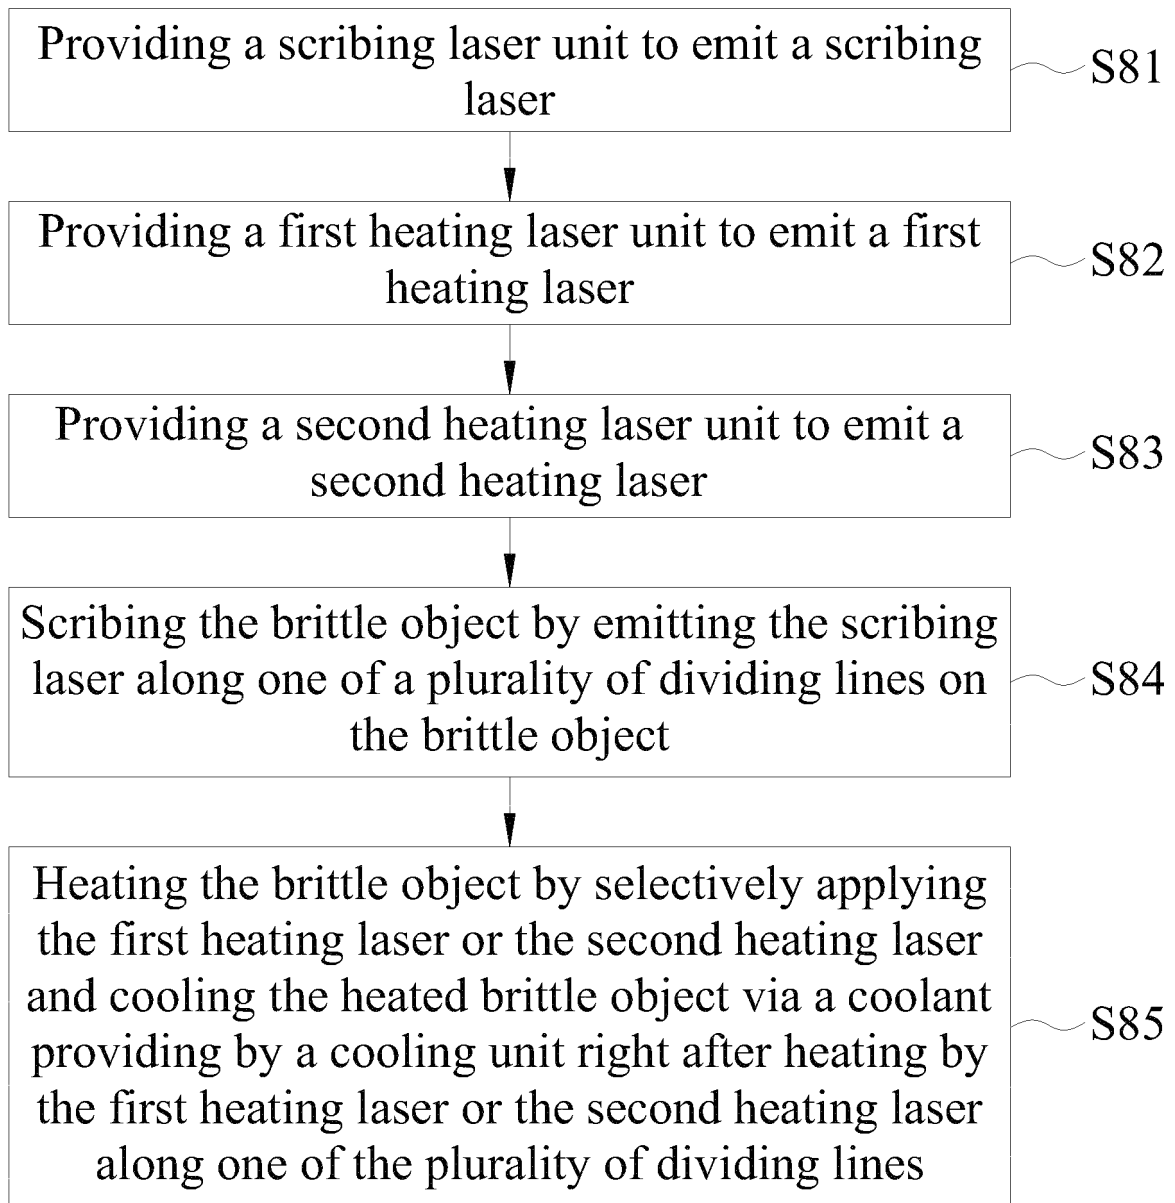 Providing a scribing laser unit to emit a scribing
laser
S81
Providing a first heating laser unit to emit a first
heating laser
S82
Providing a second heating laser unit to emit a
second heating laser
S83
Scribing the brittle object by emitting the scribing
laser along one of a plurality of dividing lines on
the brittle object
S84
Heating the brittle object by selectively applying
the first heating laser or the second heating laser
and cooling the heated brittle object via a coolant
providing by a cooling unit right after heating by
the first heating laser or the second heating laser
along one of the plurality of dividing lines
S85